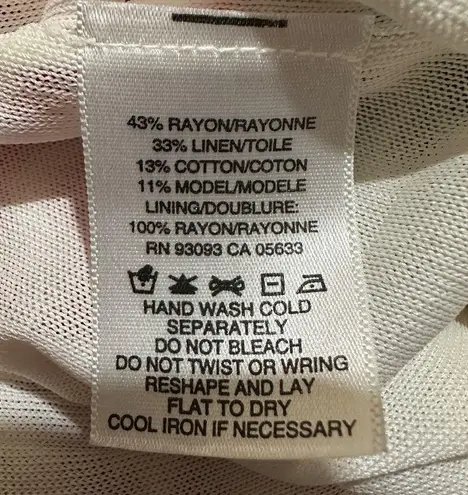 43% RAYON/RAYONNE
33% LINEN/TOILE
13% COTTON/COTON
11% MODEL/MODELE
LINING/DOUBLURE:
100% RAYON/RAYONNE
RN 93093 CA 05633
HAND WASH COLD
SEPARATELY
DO NOT BLEACH
DO NOT TWIST OR WRING
RESHAPE AND LAY
FLAT TO DRY
COOL IRON IF NECESSARY